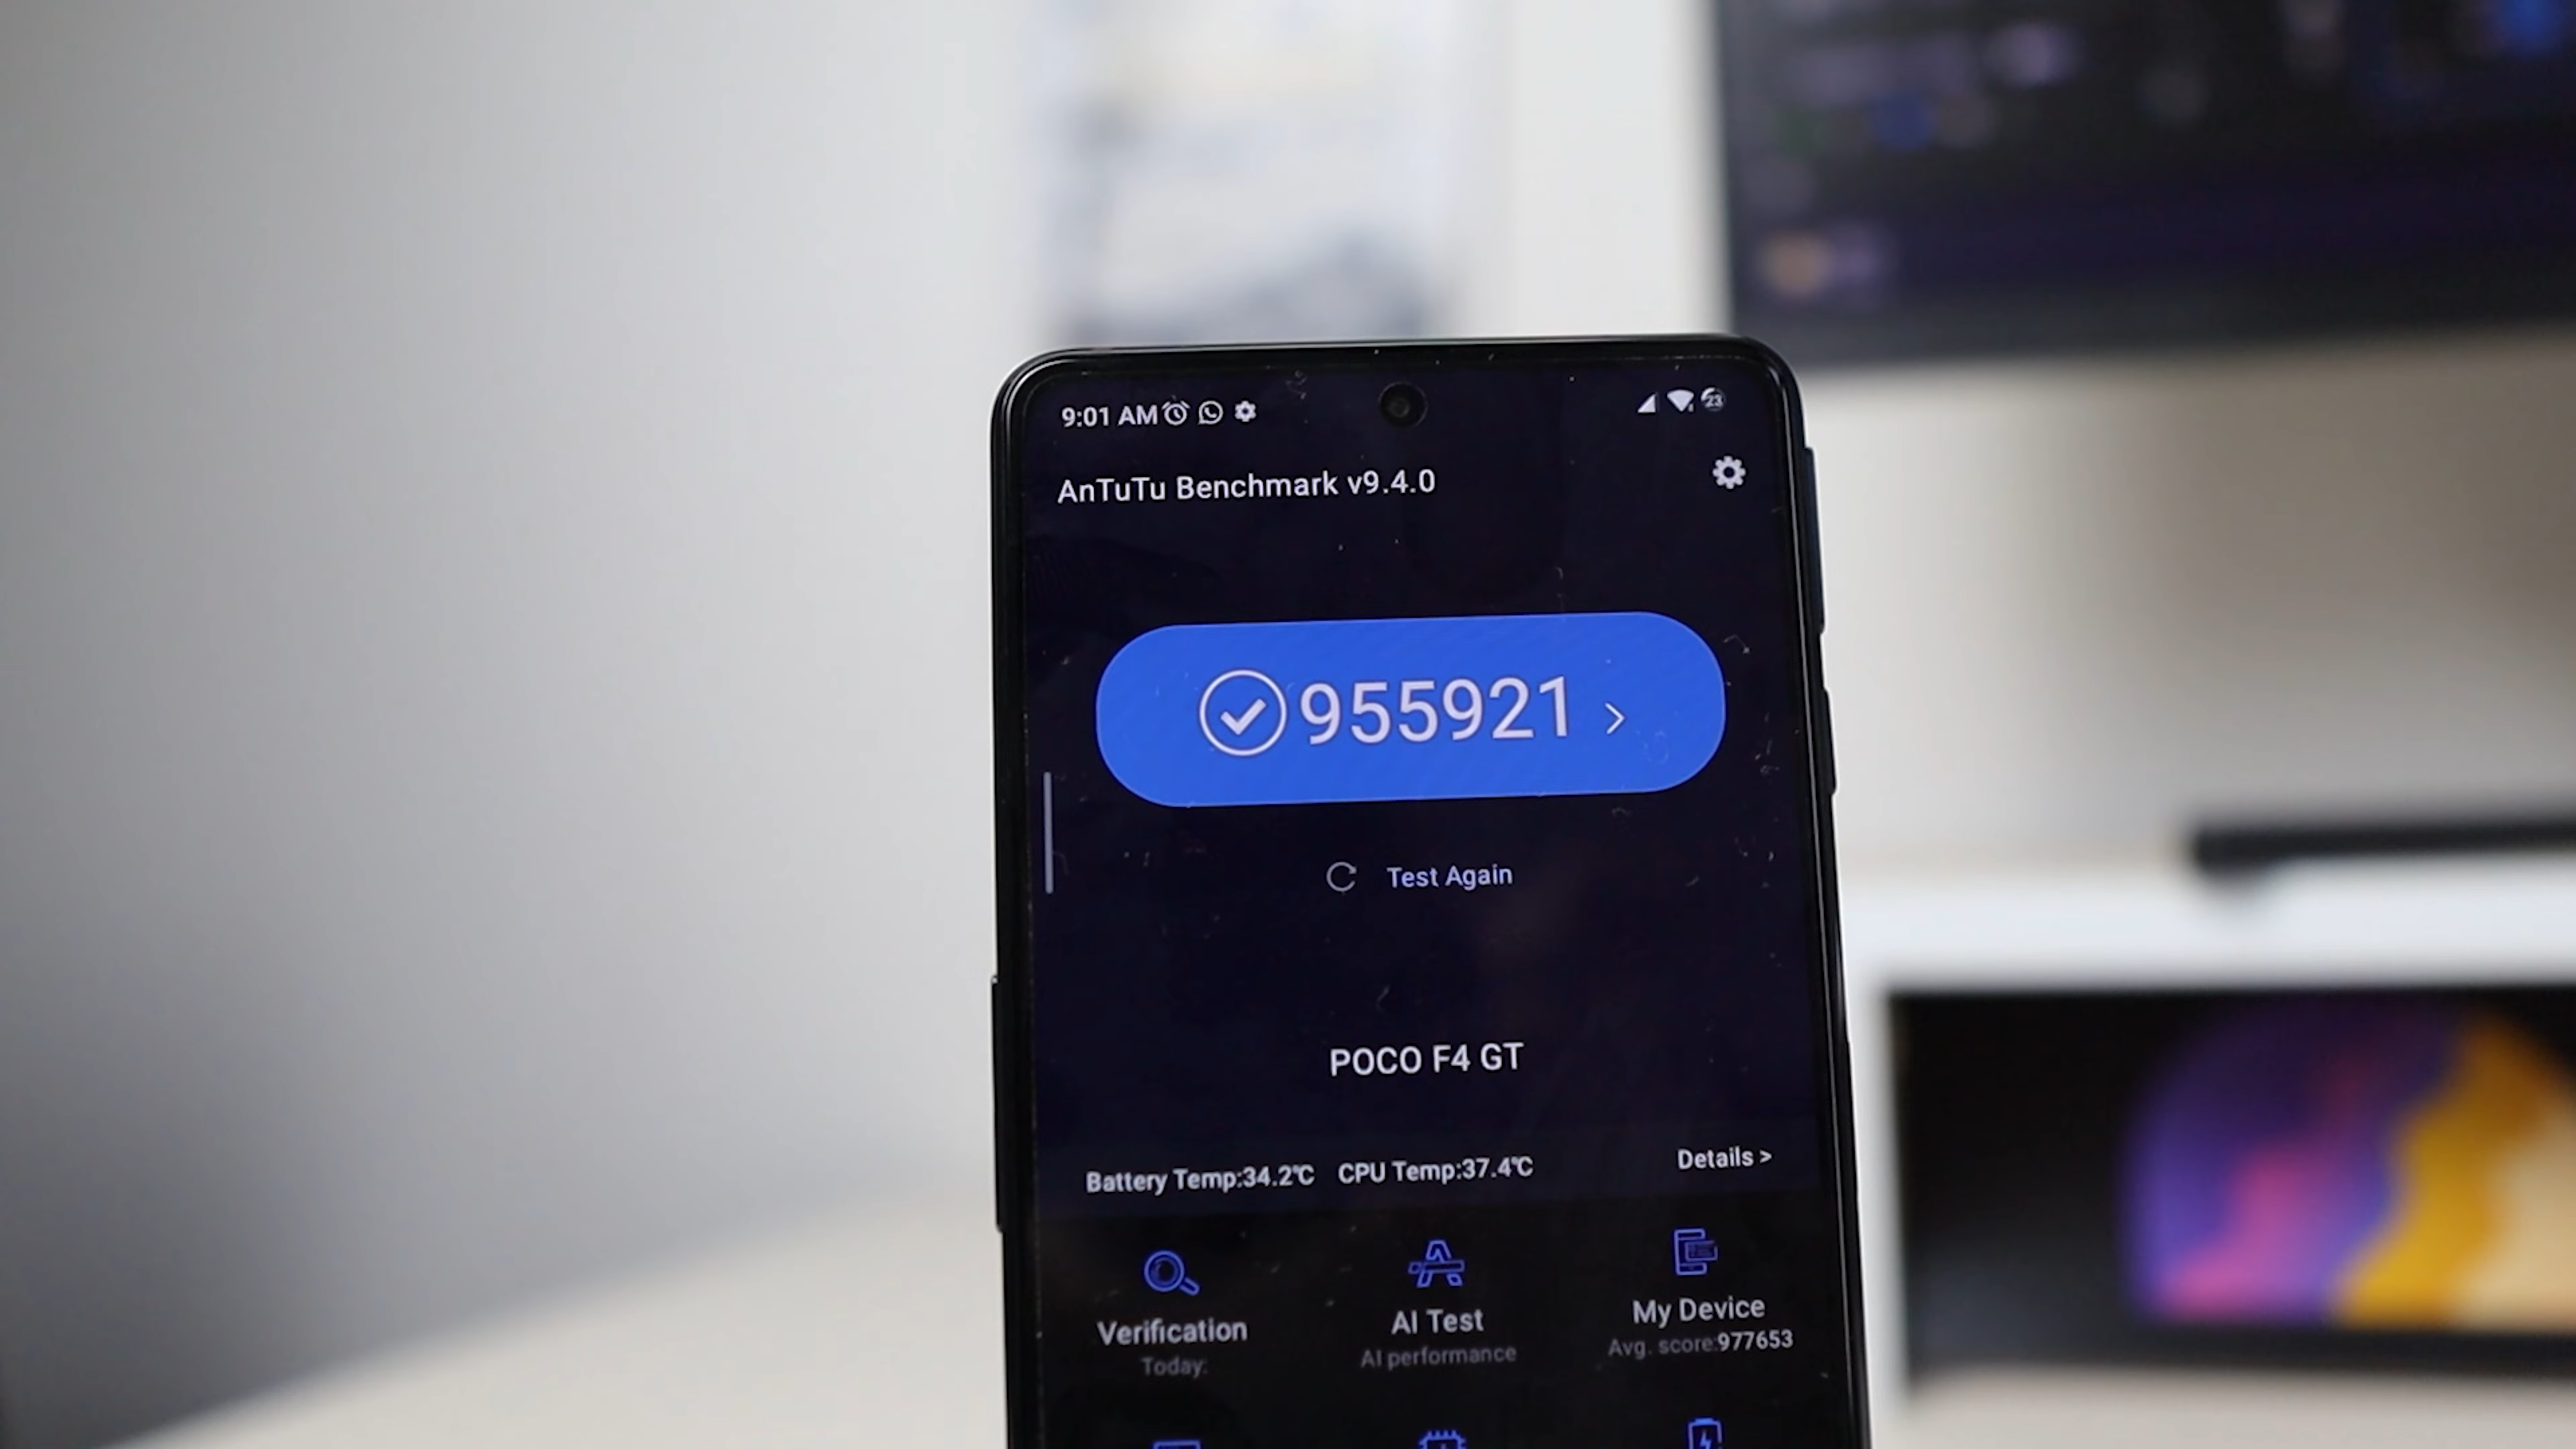 9:01 AM 23
AnTuTu Benchmark v9.4.0
955921 >
Test Again
POCO F4 GT
Battery Temp:34.2℃ CPU Temp:37.4℃ Details >
Verification AI Test My Device
Today: AI performance Avg. score:977653